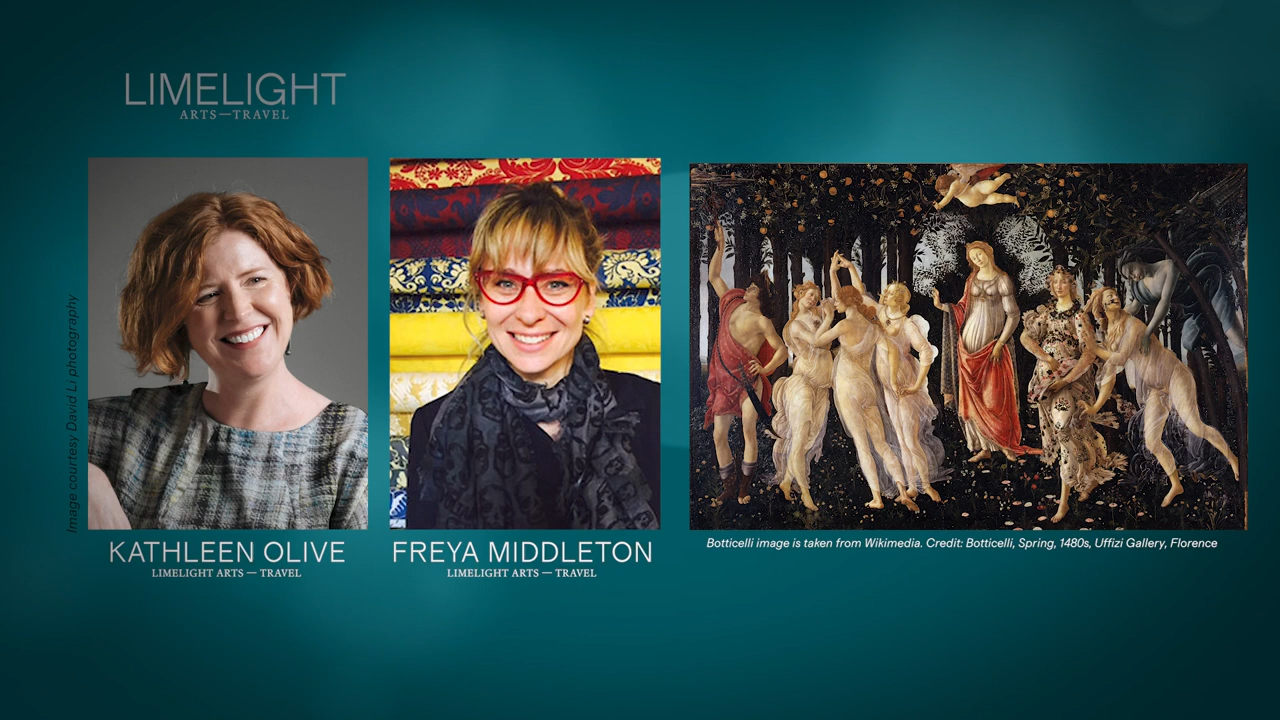 LIMELIGHT
ARTS—TRAVEL
Image courtesy David Li photography
KATHLEEN OLIVE
LIMELIGHT ARTS — TRAVEL
FREYA MIDDLETON
LIMELIGHT ARTS — TRAVEL
Botticelli image is taken from Wikimedia. Credit: Botticelli, Spring, 1480s, Uffizi Gallery, Florence